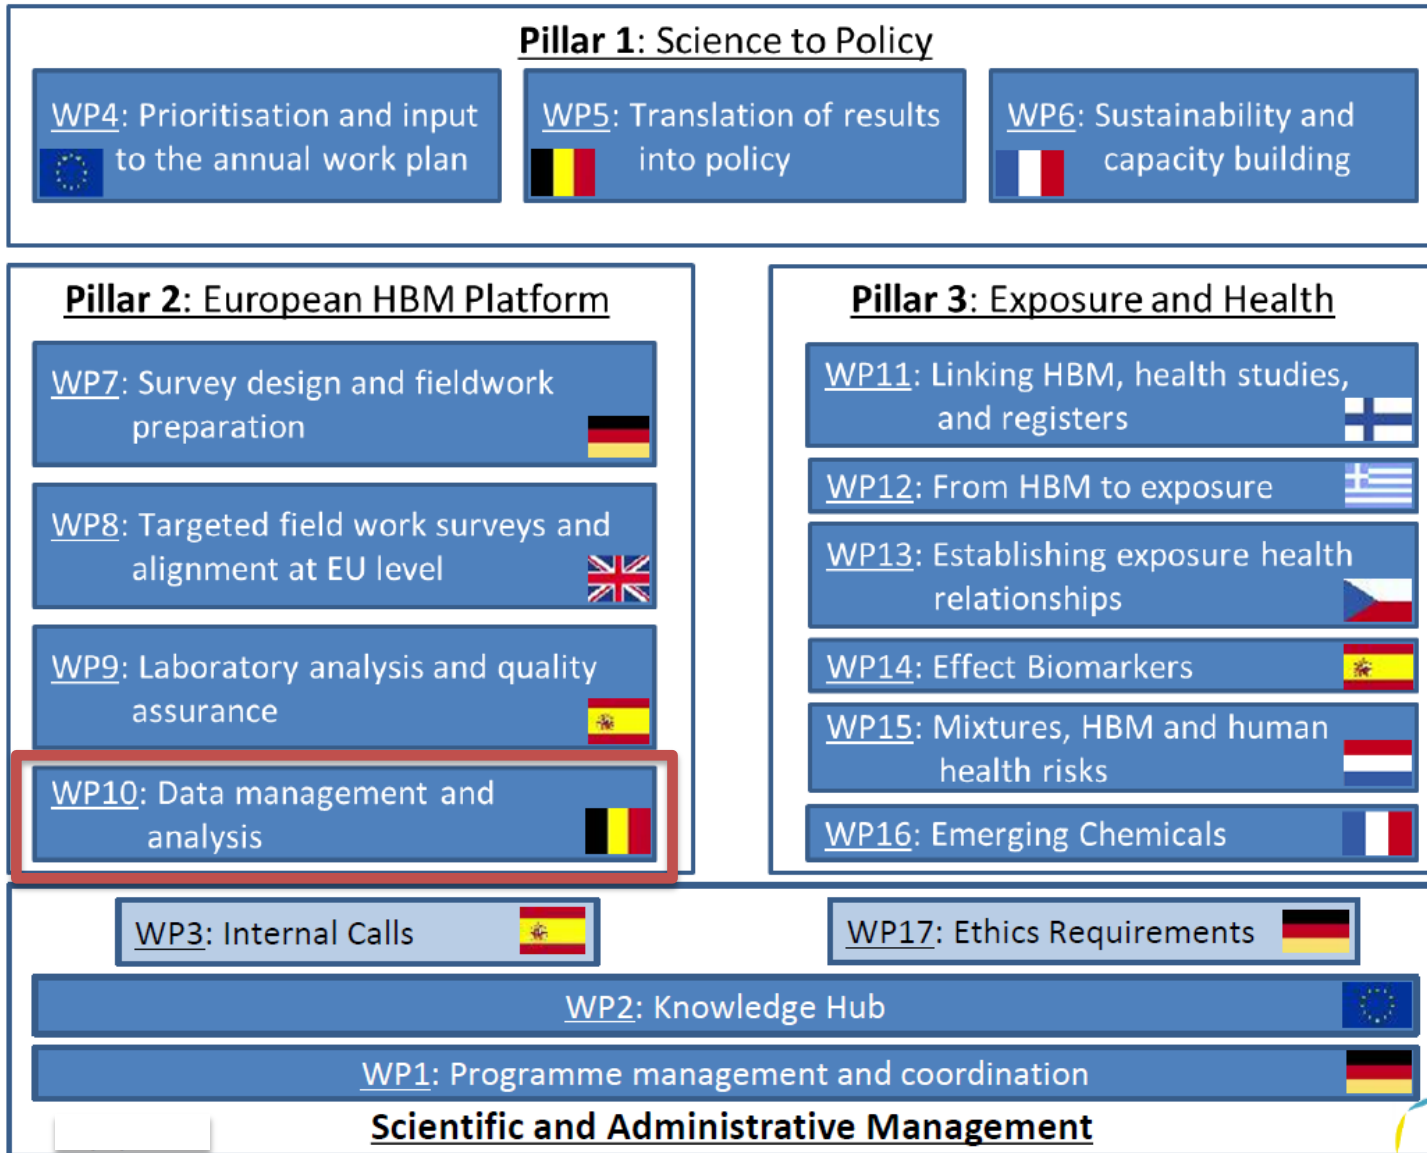 Pillar 1: Science to Policy
WP4: Prioritisation and input
to the annual work plan
WP5: Translation of results
into policy
WP6: Sustainability and
capacity building
Pillar 2: European HBM Platform
WP7: Survey design and fieldwork
preparation
WP8: Targeted field work surveys and
alignment at EU level
WP9: Laboratory analysis and quality
assurance
WP10: Data management and
analysis
Pillar 3: Exposure and Health
WP11: Linking HBM, health studies,
and registers
WP12: From HBM to exposure
WP13: Establishing exposure health
relationships
WP14: Effect Biomarkers
WP15: Mixtures, HBM and human
health risks
WP16: Emerging Chemicals
WP3: Internal Calls
WP17: Ethics Requirements
WP2: Knowledge Hub
WP1: Programme management and coordination
Scientific and Administrative Management